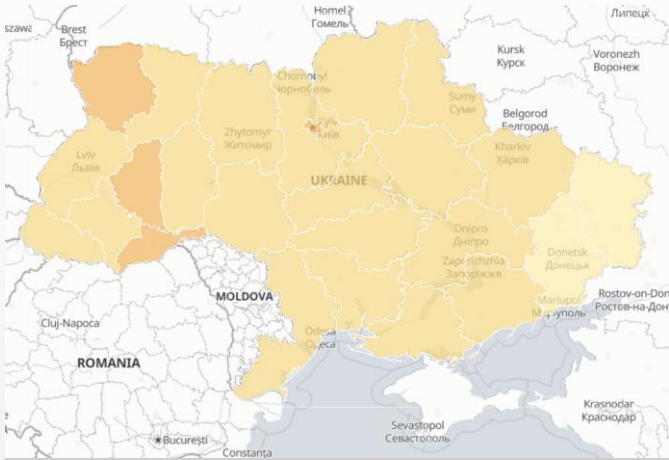 Homel
Гомель
Липецк
szawa
Brest
Брест
Kursk
Курск
Voronezh
Воронеж
Chornobyl
Чорнобиль
Sumy
Суми
Belgorod
Белгород
Kyiv
Київ
Zhytomyr
Житомир
Kharkiv
Харків
Lviv
Львів
UKRAINE
Dnipro
Дніпро
Donetsk
Донецьк
Zaporizhzhia
Запоріжжя
MOLDOVA
Mariupol
Маріуполь
Rostov-on-Don
Ростов-на-Дону
Cluj-Napoca
Odesa
Одеса
ROMANIA
Krasnodar
Краснодар
Sevastopol
Севастополь
București
Constanța